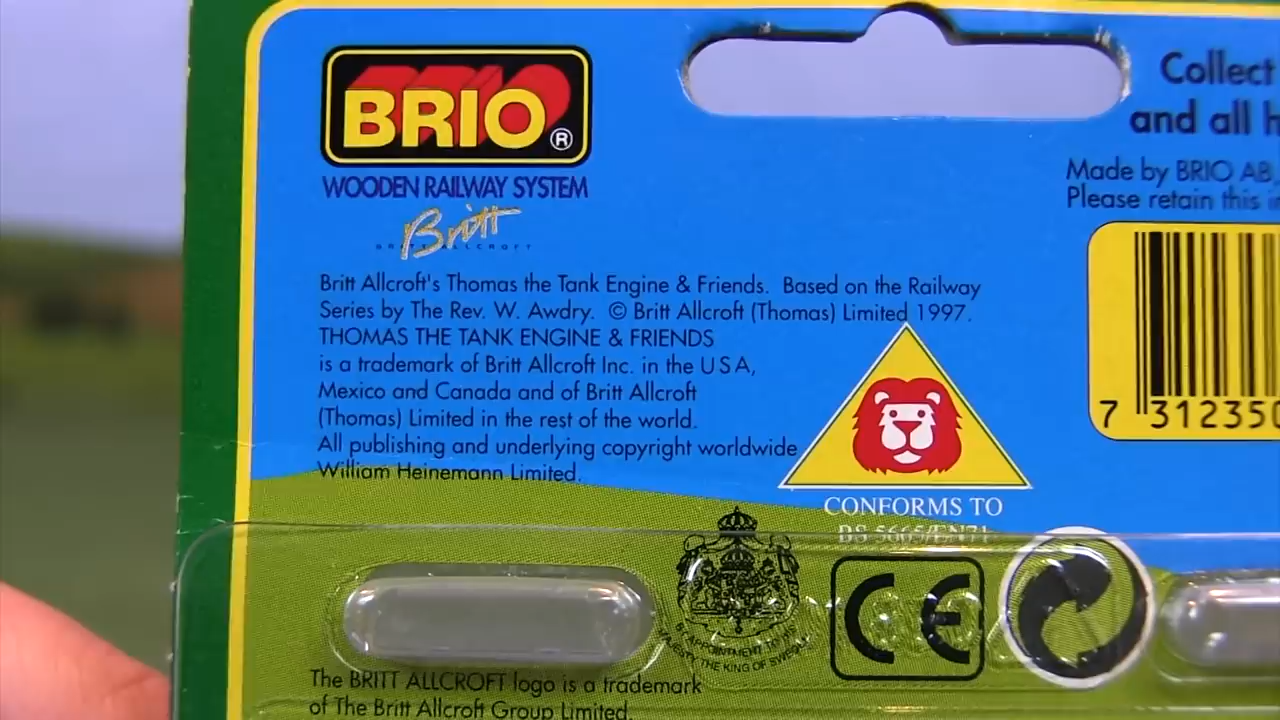 BRIO®
WOODEN RAILWAY SYSTEM
Britt
BRITT ALLCROFT
Britt Allcroft's Thomas the Tank Engine & Friends. Based on the Railway
Series by The Rev. W. Awdry. © Britt Allcroft (Thomas) Limited 1997.
THOMAS THE TANK ENGINE & FRIENDS
is a trademark of Britt Allcroft Inc. in the USA,
Mexico and Canada and of Britt Allcroft
(Thomas) Limited in the rest of the world.
All publishing and underlying copyright worldwide
William Heinemann Limited.
CONFORMS TO
BS 5665/EN71
BY APPOINTMENT TO HIS
MAJESTY THE KING OF SWEDEN
CE
The BRITT ALLCROFT logo is a trademark
of The Britt Allcroft Group Limited.
Collect
and all
Made by BRIO AB,
Please retain this
7 312350